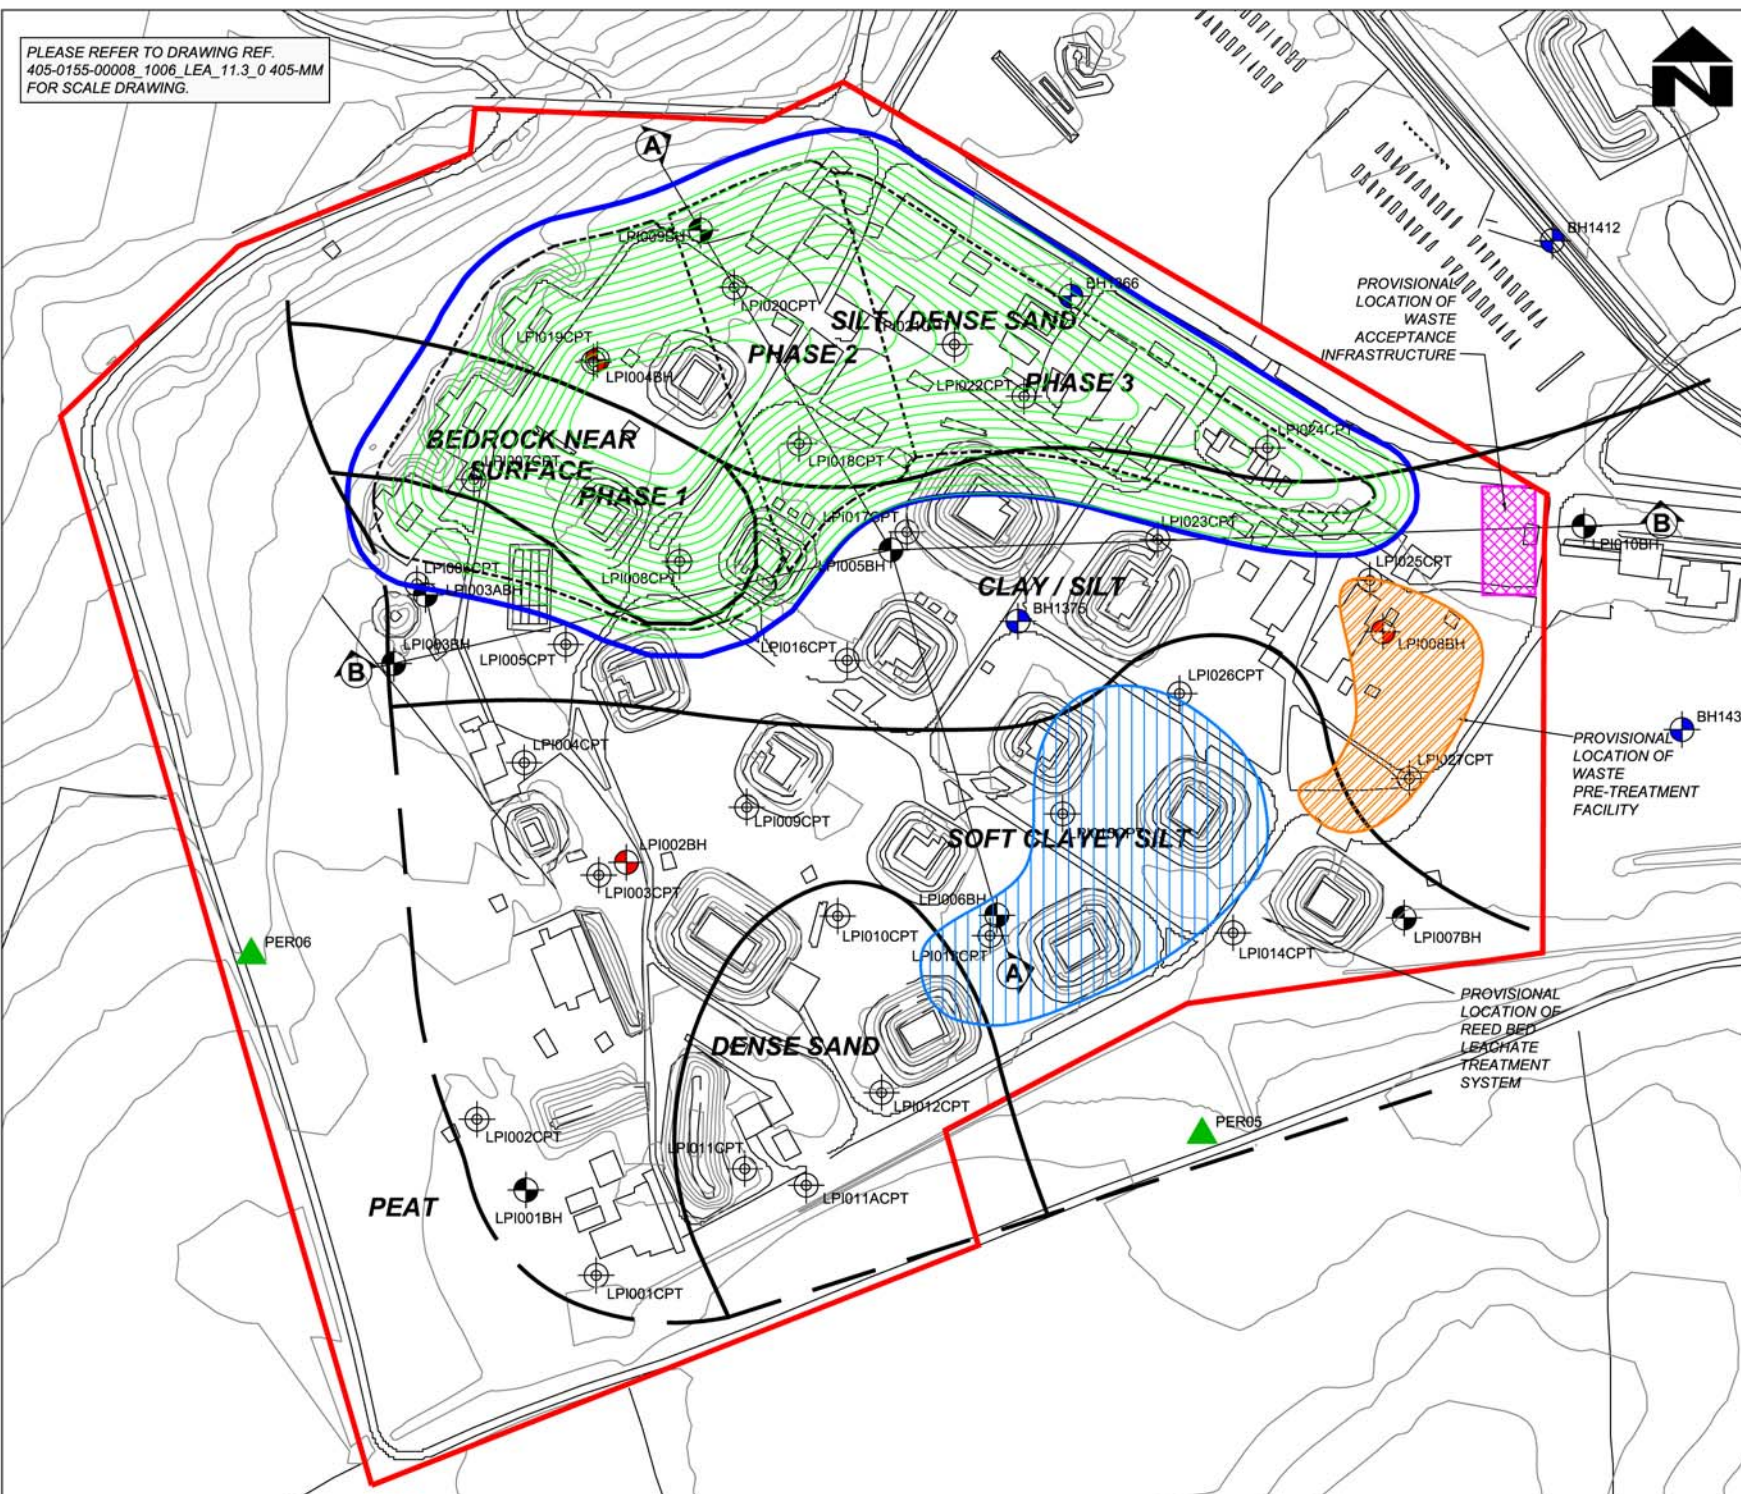 PLEASE REFER TO DRAWING REF.
405-0155-00008_1006_LEA_11.3_0 405-MM
FOR SCALE DRAWING.
N
A
BH1412
LPI009BH
PROVISIONAL
LOCATION OF
WASTE
ACCEPTANCE
INFRASTRUCTURE
BH1366
LPI020CPT
SILT / DENSE SAND
LPI019CPT
PHASE 2
LPI004BH
LPI022CPT
PHASE 3
LPI024CPT
BEDROCK NEAR
SURFACE
LPI007CPT
LPI018CPT
PHASE 1
LPI017CPT
LPI023CPT
B
LPI010BH
LPI005BH
LPI025CPT
LPI006CPT
LPI008CPT
LPI003ABH
CLAY / SILT
BH1375
LPI003BH
LPI005CPT
LPI016CPT
LPI008BH
B
LPI026CPT
BH143
LPI004CPT
LPI027CPT
PROVISIONAL
LOCATION OF
WASTE
PRE-TREATMENT
FACILITY
LPI009CPT
SOFT CLAYEY SILT
LPI002BH
LPI003CPT
LPI006BH
LPI010CPT
LPI007BH
PER06
LPI014CPT
A
PROVISIONAL
LOCATION OF
REED BED
LEACHATE
TREATMENT
SYSTEM
DENSE SAND
LPI012CPT
PER05
LPI002CPT
LPI011CPT
LPI011ACPT
PEAT
LPI001BH
LPI001CPT